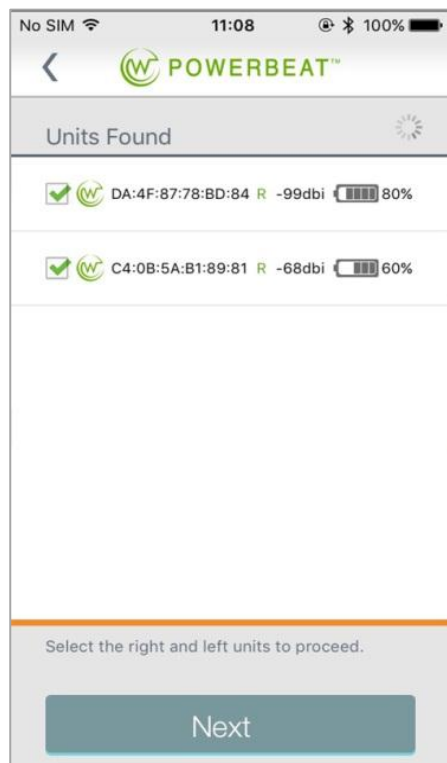 No SIM 11:08 100%
POWERBEAT™
Units Found
DA:4F:87:78:BD:84 R -99dbi 80%
C4:0B:5A:B1:89:81 R -68dbi 60%
Select the right and left units to proceed.
Next